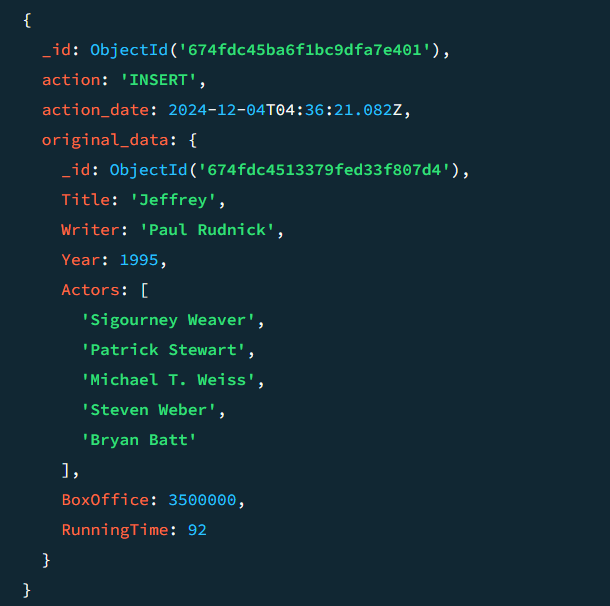 {
_id: ObjectId('674fdc45ba6f1bc9dfa7e401'),
action: 'INSERT',
action_date: 2024-12-04T04:36:21.082Z,
original_data: {
_id: ObjectId('674fdc4513379fed33f807d4'),
Title: 'Jeffrey',
Writer: 'Paul Rudnick',
Year: 1995,
Actors: [
'Sigourney Weaver',
'Patrick Stewart',
'Michael T. Weiss',
'Steven Weber',
'Bryan Batt'
],
BoxOffice: 3500000,
RunningTime: 92
}
}